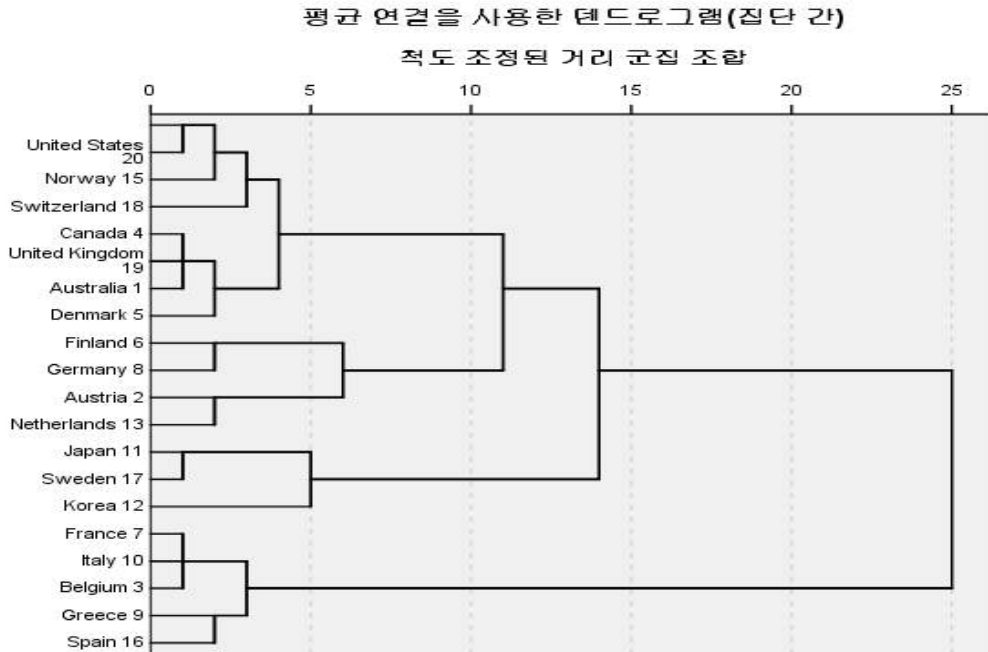 평균 연결을 사용한 덴드로그램(집단 간)
척도 조정된 거리 군집 조합
0 5 10 15 20 25
United States
20
Norway 15
Switzerland 18
Canada 4
United Kingdom
19
Australia 1
Denmark 5
Finland 6
Germany 8
Austria 2
Netherlands 13
Japan 11
Sweden 17
Korea 12
France 7
Italy 10
Belgium 3
Greece 9
Spain 16